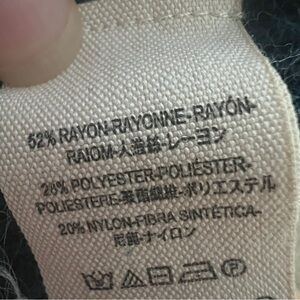 52% RAYON-RAYONNE-RAYÓN-
RAIOM-人造絲-レーヨン
28% POLYESTER-POLIÉSTER-
POLIESTERE-聚酯纖維-ポリエステル
20% NYLON-FIBRA SINTÉTICA-
尼龍-ナイロン